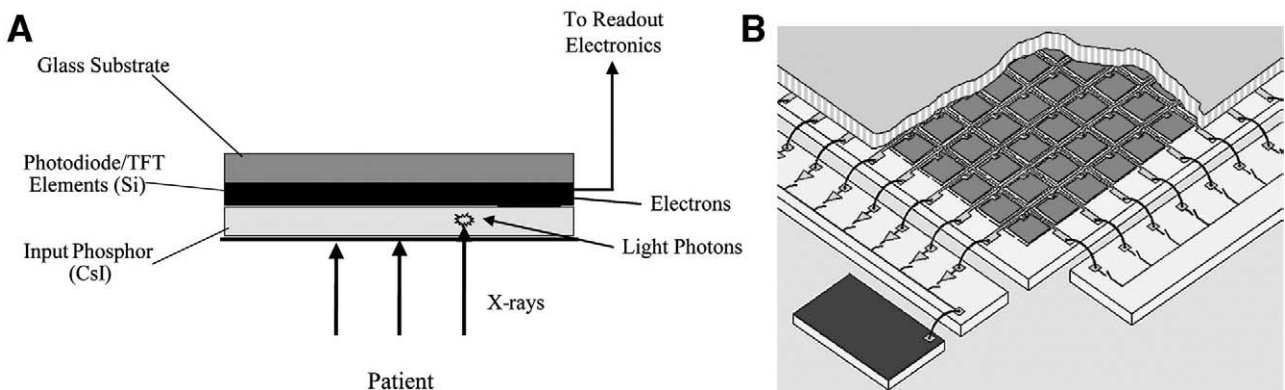 A
To Readout
Electronics
Glass Substrate
Photodiode/TFT
Elements (Si)
Electrons
Light Photons
Input Phosphor
(CsI)
X-rays
Patient
B